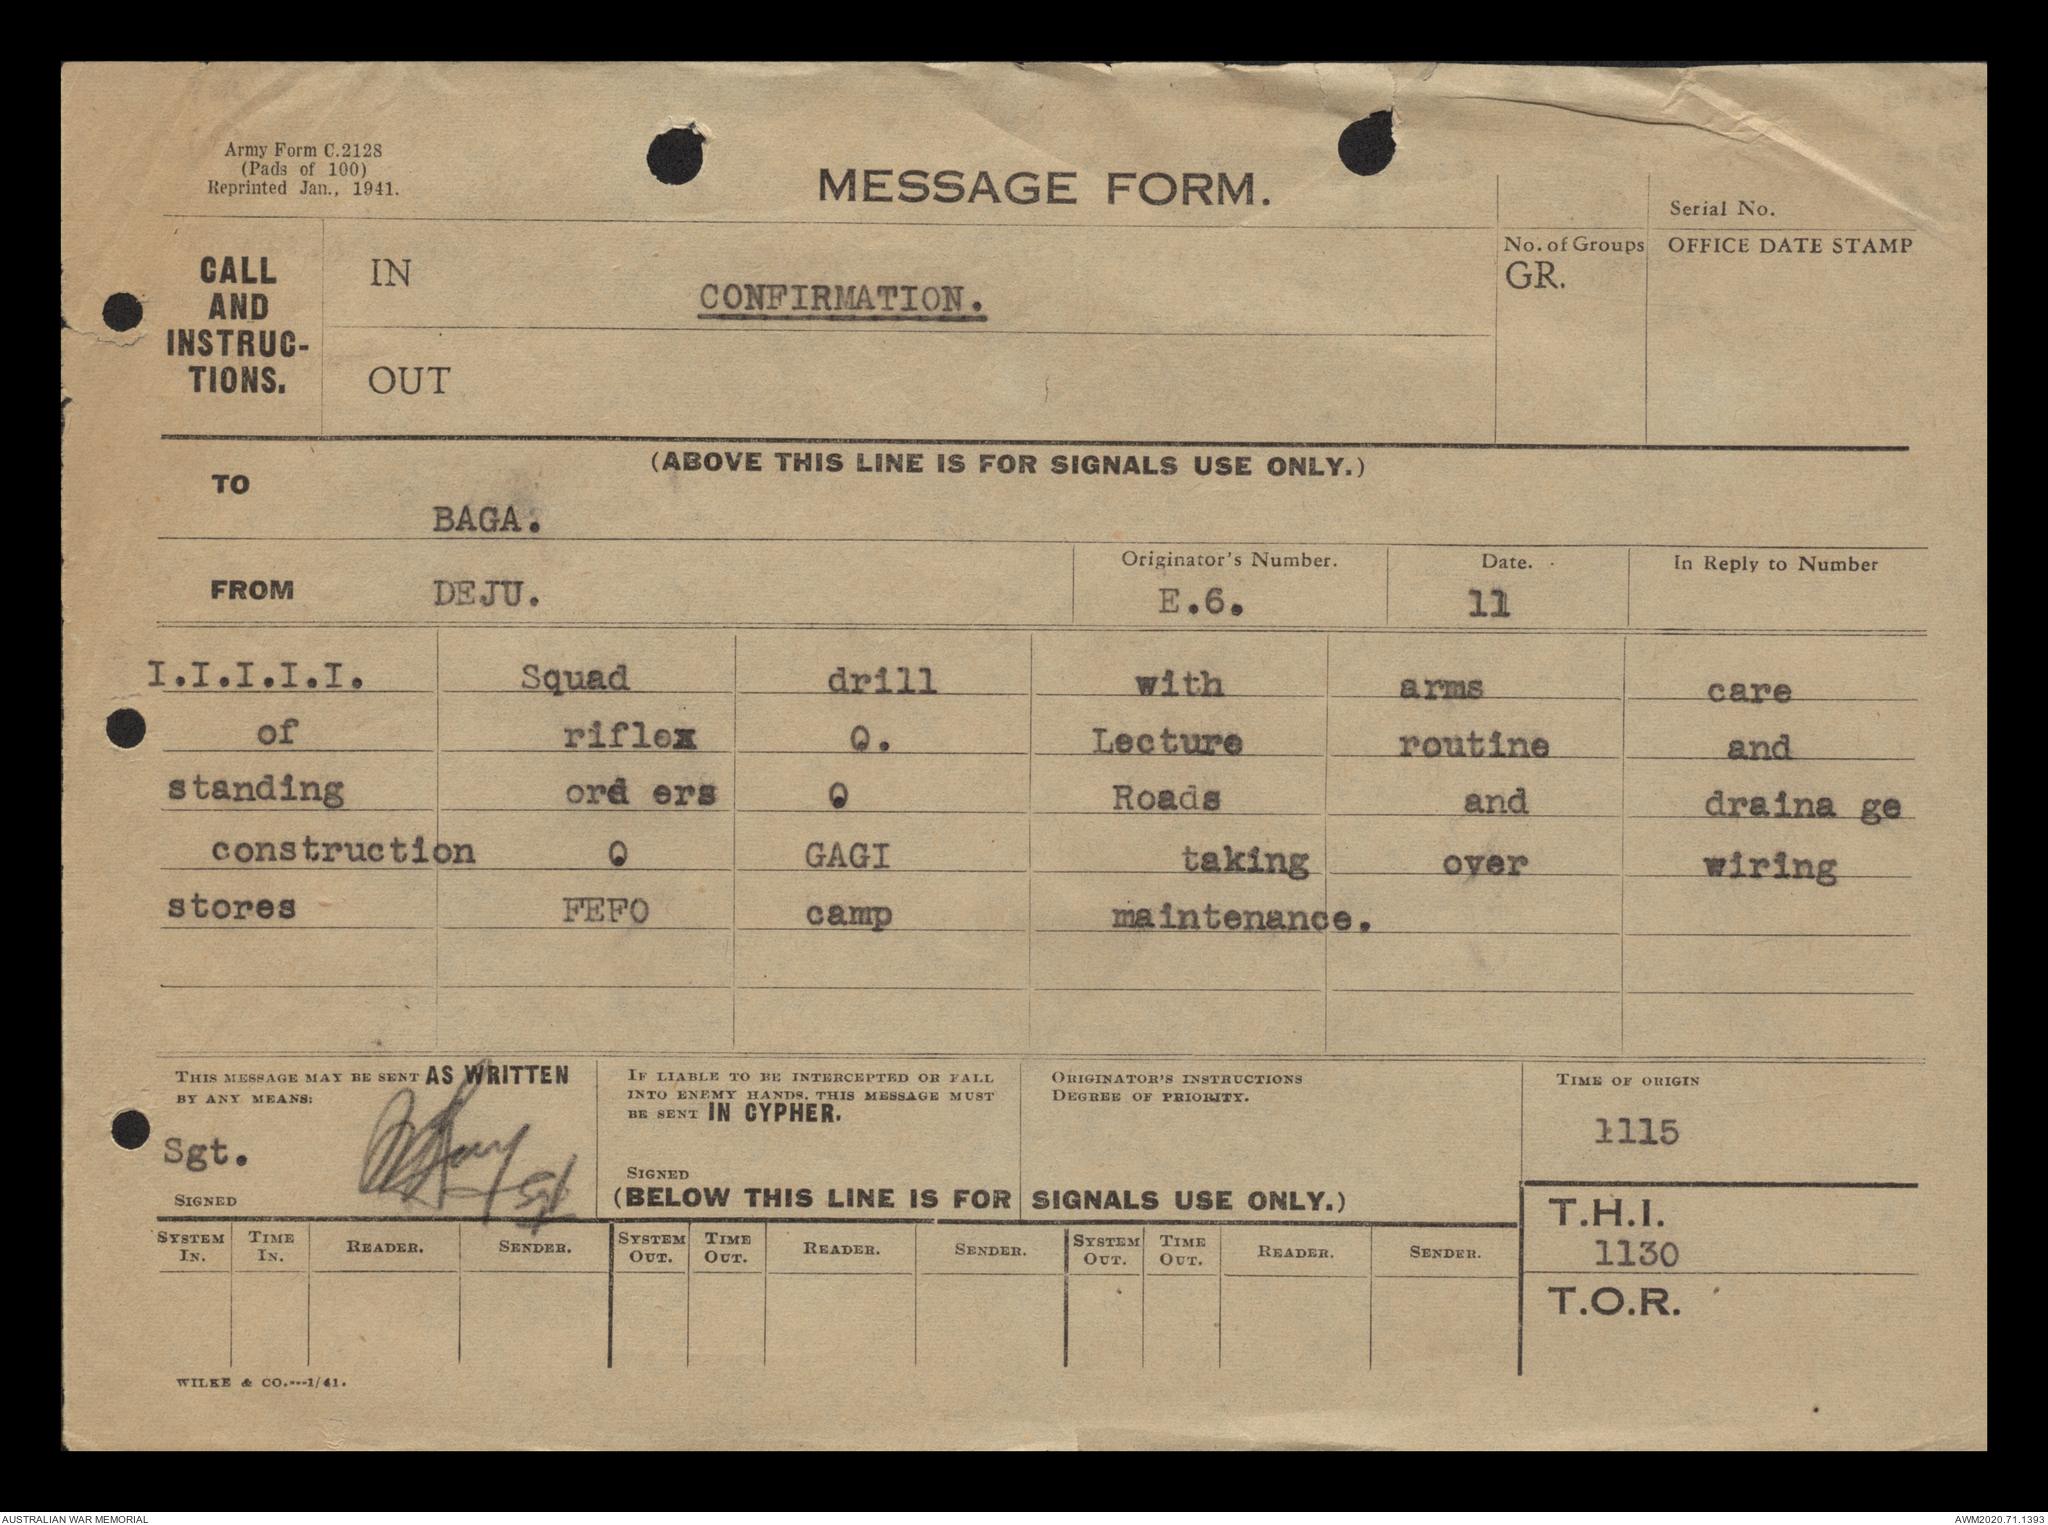 Army Form C.2128
(Pads of 100)
Reprinted Jan., 1941.
MESSAGE FORM.
Serial No.
CALL
AND
INSTRUC-
TIONS.
IN
CONFIRMATION.
OUT
No. of Groups
GR.
OFFICE DATE STAMP
(ABOVE THIS LINE IS FOR SIGNALS USE ONLY.)
TO
BAGA.
FROM
DEJU.
Originator's Number.
E.6.
Date.
11
In Reply to Number
I.I.I.I.I. Squad drill with arms care
of riflex O. Lecture routine and
standing ord ers O Roads and draina ge
construction O GAGI taking over wiring
stores FEFO camp maintenance.
THIS MESSAGE MAY BE SENT AS WRITTEN
BY ANY MEANS:
Sgt.
SIGNED
IF LIABLE TO BE INTERCEPTED OR FALL
INTO ENEMY HANDS, THIS MESSAGE MUST
BE SENT IN CYPHER.
SIGNED
ORIGINATOR'S INSTRUCTIONS
DEGREE OF PRIORITY.
TIME OF ORIGIN
1115
(BELOW THIS LINE IS FOR SIGNALS USE ONLY.)
T.H.I.
1130
T.O.R.
SYSTEM IN. TIME IN. READER. SENDER. SYSTEM OUT. TIME OUT. READER. SENDER. SYSTEM OUT. TIME OUT. READER. SENDER.
WILKE & CO.---1/41.
AUSTRALIAN WAR MEMORIAL
AWM2020.71.1393